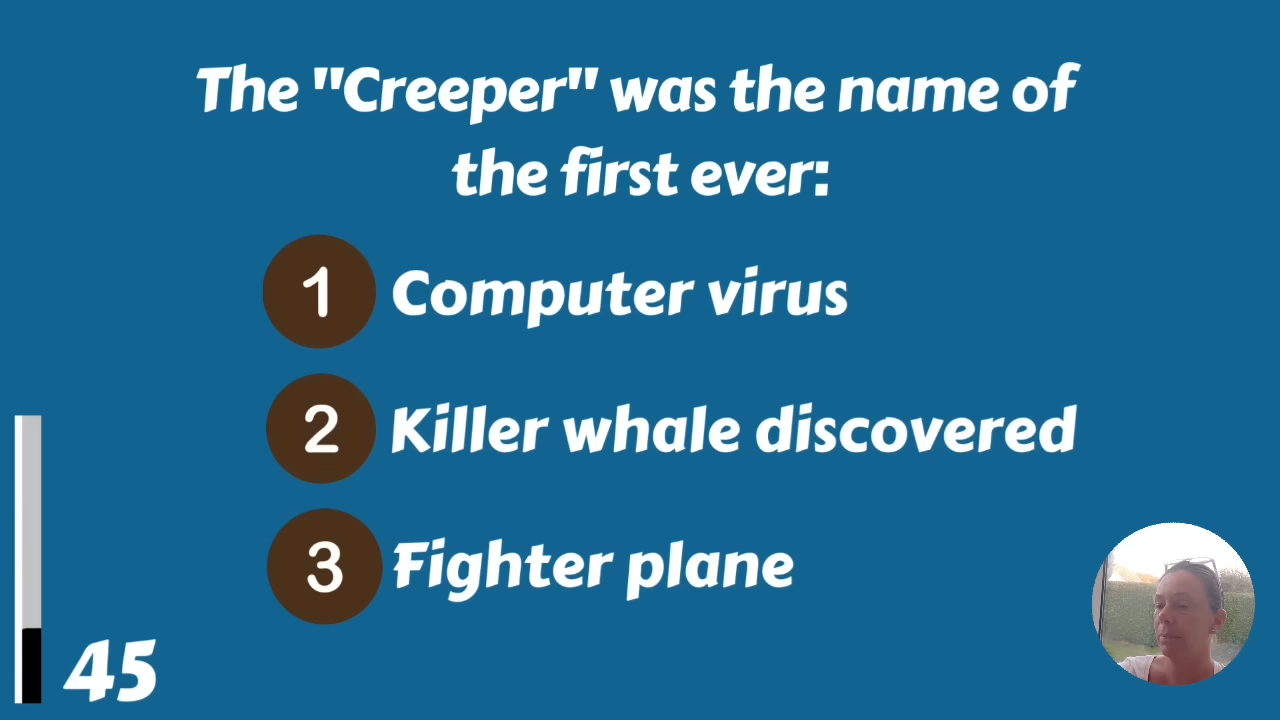 The "Creeper" was the name of
the first ever:
1 Computer virus
2 Killer whale discovered
3 Fighter plane
45